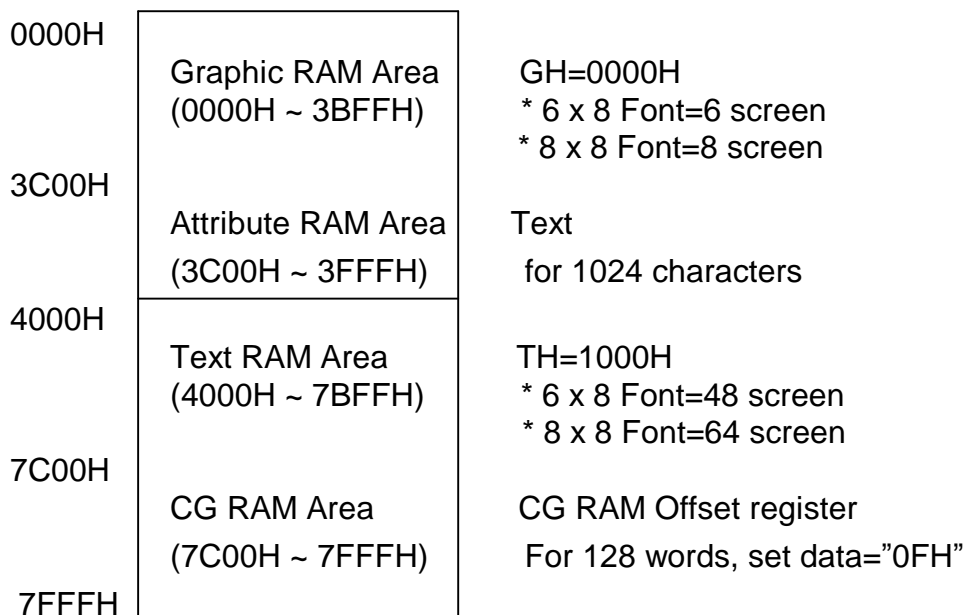 0000H
Graphic RAM Area GH=0000H
(0000H ~ 3BFFH) * 6 x 8 Font=6 screen
* 8 x 8 Font=8 screen
3C00H
Attribute RAM Area Text
(3C00H ~ 3FFFH) for 1024 characters
4000H
Text RAM Area TH=1000H
(4000H ~ 7BFFH) * 6 x 8 Font=48 screen
* 8 x 8 Font=64 screen
7C00H
CG RAM Area CG RAM Offset register
(7C00H ~ 7FFFH) For 128 words, set data=”0FH”
7FFFH